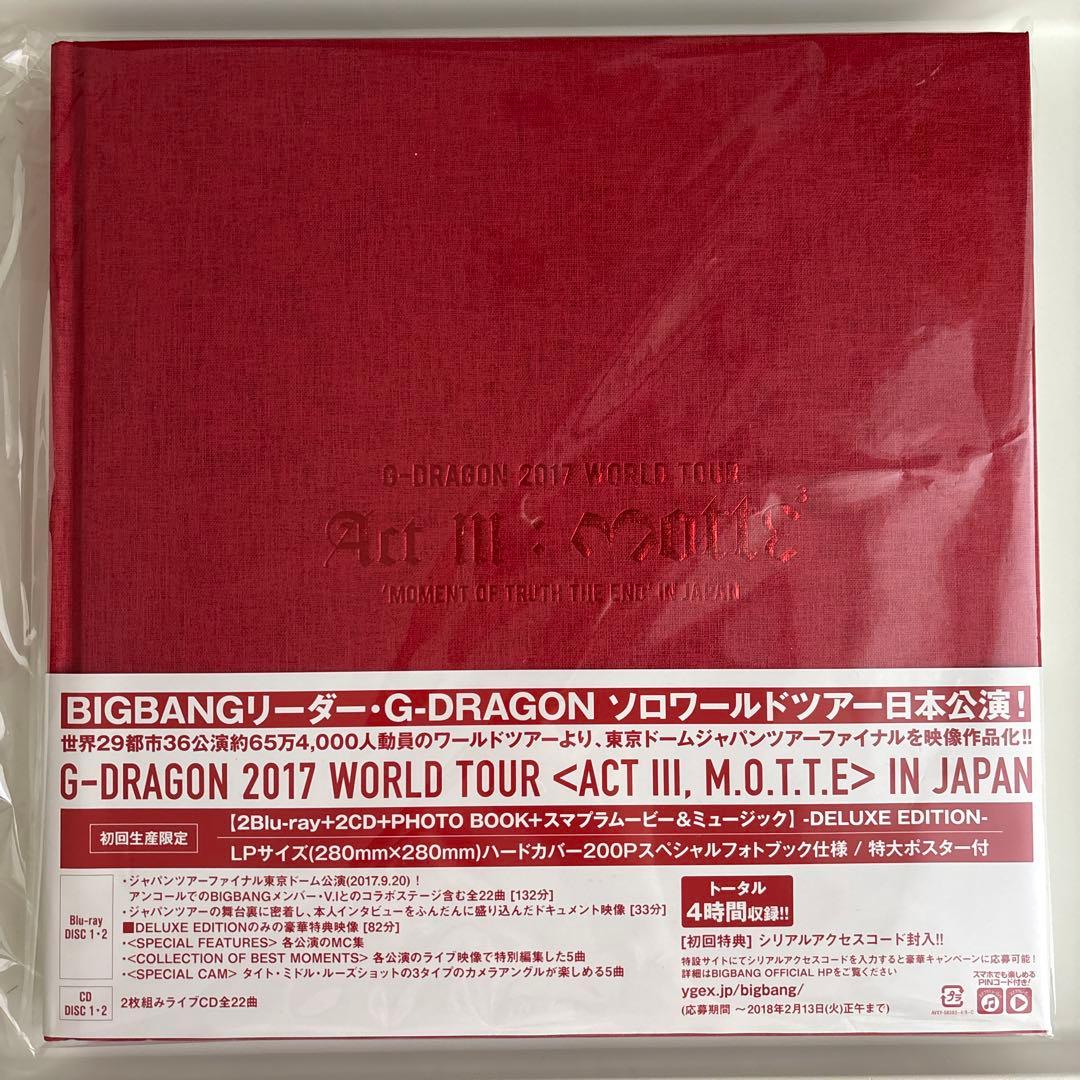 G-DRAGON 2017 WORLD TOUR
Act III : MOTTE3
'MOMENT OF TRUTH THE END' IN JAPAN
BIGBANGリーダー・G-DRAGON ソロワールドツアー日本公演!
世界29都市36公演約65万4,000人動員のワールドツアーより、東京ドームジャパンツアーファイナルを映像作品化!!
G-DRAGON 2017 WORLD TOUR <ACT III, M.O.T.T.E> IN JAPAN
初回生産限定
【2Blu-ray+2CD+PHOTO BOOK+スマプラムービー&ミュージック】-DELUXE EDITION-
LPサイズ(280mm×280mm)ハードカバー200Pスペシャルフォトブック仕様 / 特大ポスター付
Blu-ray
DISC 1・2
・ジャパンツアーファイナル東京ドーム公演(2017.9.20)!
アンコールでのBIGBANGメンバー・V.Iとのコラボステージ含む全22曲 [132分]
・ジャパンツアーの舞台裏に密着し、本人インタビューをふんだんに盛り込んだドキュメント映像 [33分]
■DELUXE EDITIONのみの豪華特典映像 [82分]
・<SPECIAL FEATURES> 各公演のMC集
・<COLLECTION OF BEST MOMENTS> 各公演のライブ映像で特別編集した5曲
・<SPECIAL CAM> タイト・ミドル・ルーズショットの3タイプのカメラアングルが楽しめる5曲
CD
DISC 1・2
2枚組みライブCD全22曲
トータル
4時間収録!!
[初回特典] シリアルアクセスコード封入!!
特設サイトにてシリアルアクセスコードを入力すると豪華キャンペーンに応募可能!
詳細はBIGBANG OFFICIAL HPをご覧ください
ygex.jp/bigbang/
(応募期間 〜2018年2月13日(火)正午まで)
スマホでも楽しめる
PINコード付き!
プラ